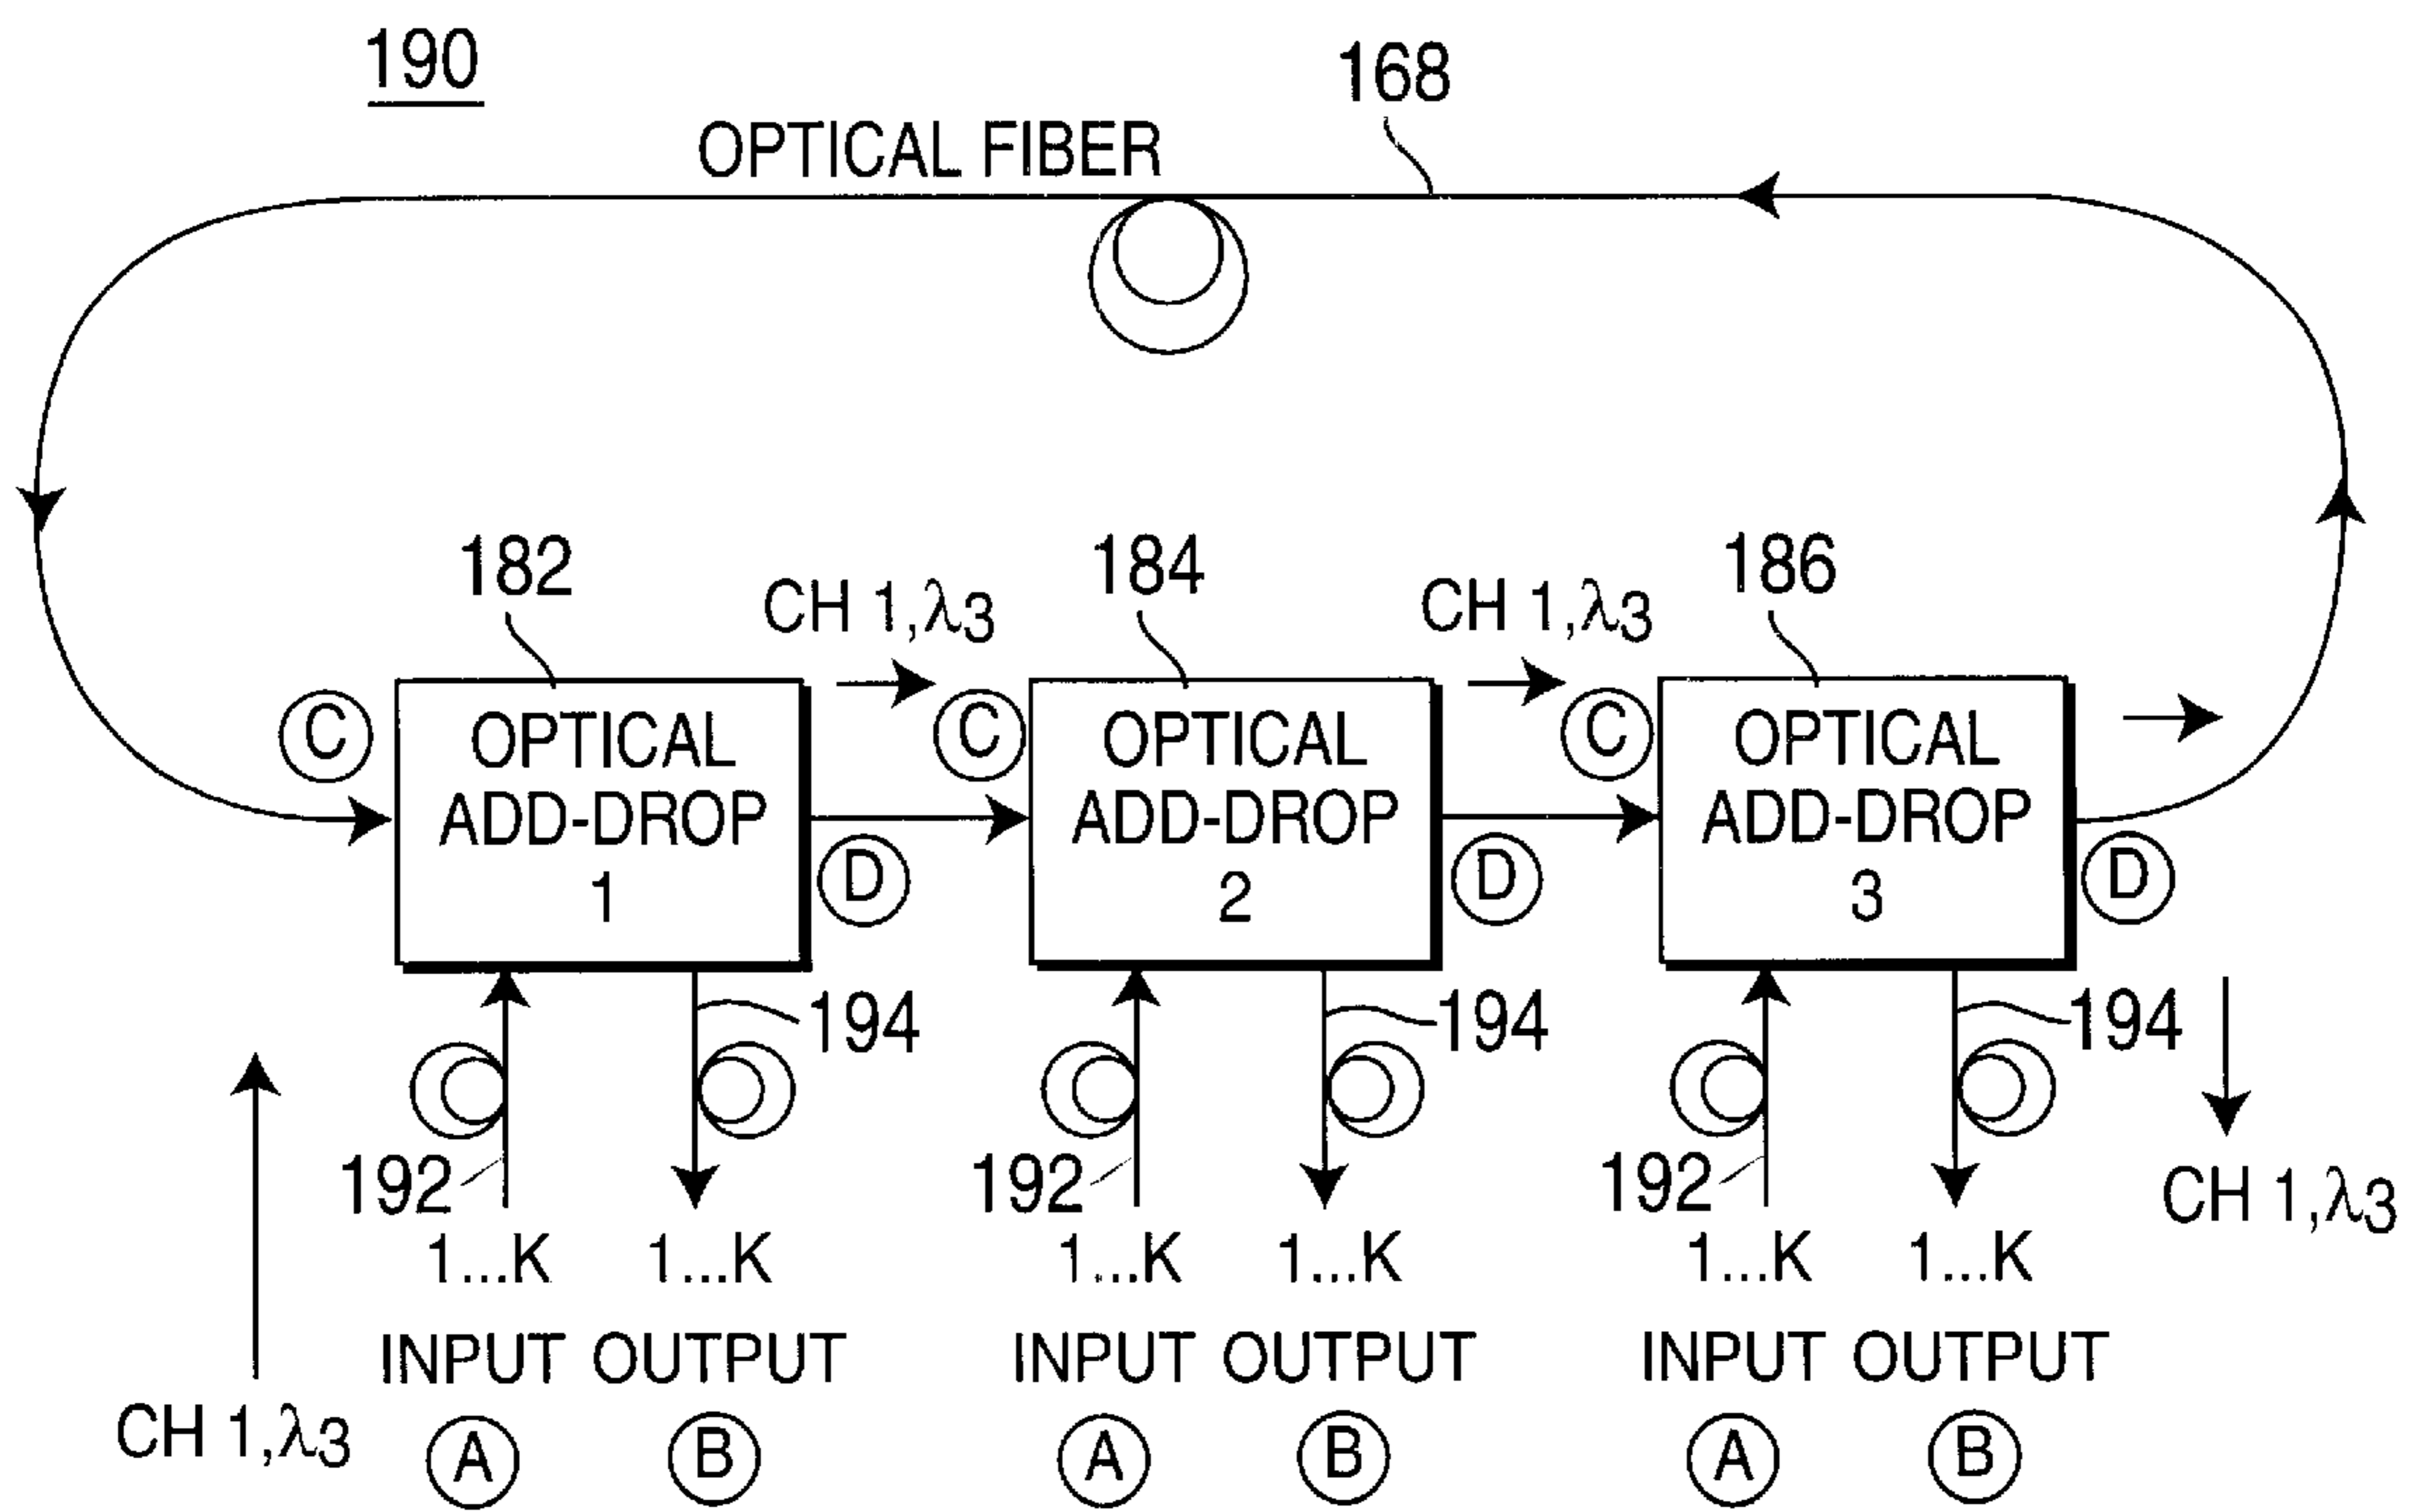 190
168
OPTICAL FIBER
182
184
186
CH 1,λ3
CH 1,λ3
C
OPTICAL
ADD-DROP
1
D
C
OPTICAL
ADD-DROP
2
D
C
OPTICAL
ADD-DROP
3
D
194
194
194
192
192
192
CH 1,λ3
1...K
1...K
1...K
1...K
1...K
1...K
INPUT OUTPUT
INPUT OUTPUT
INPUT OUTPUT
CH 1,λ3
A
B
A
B
A
B